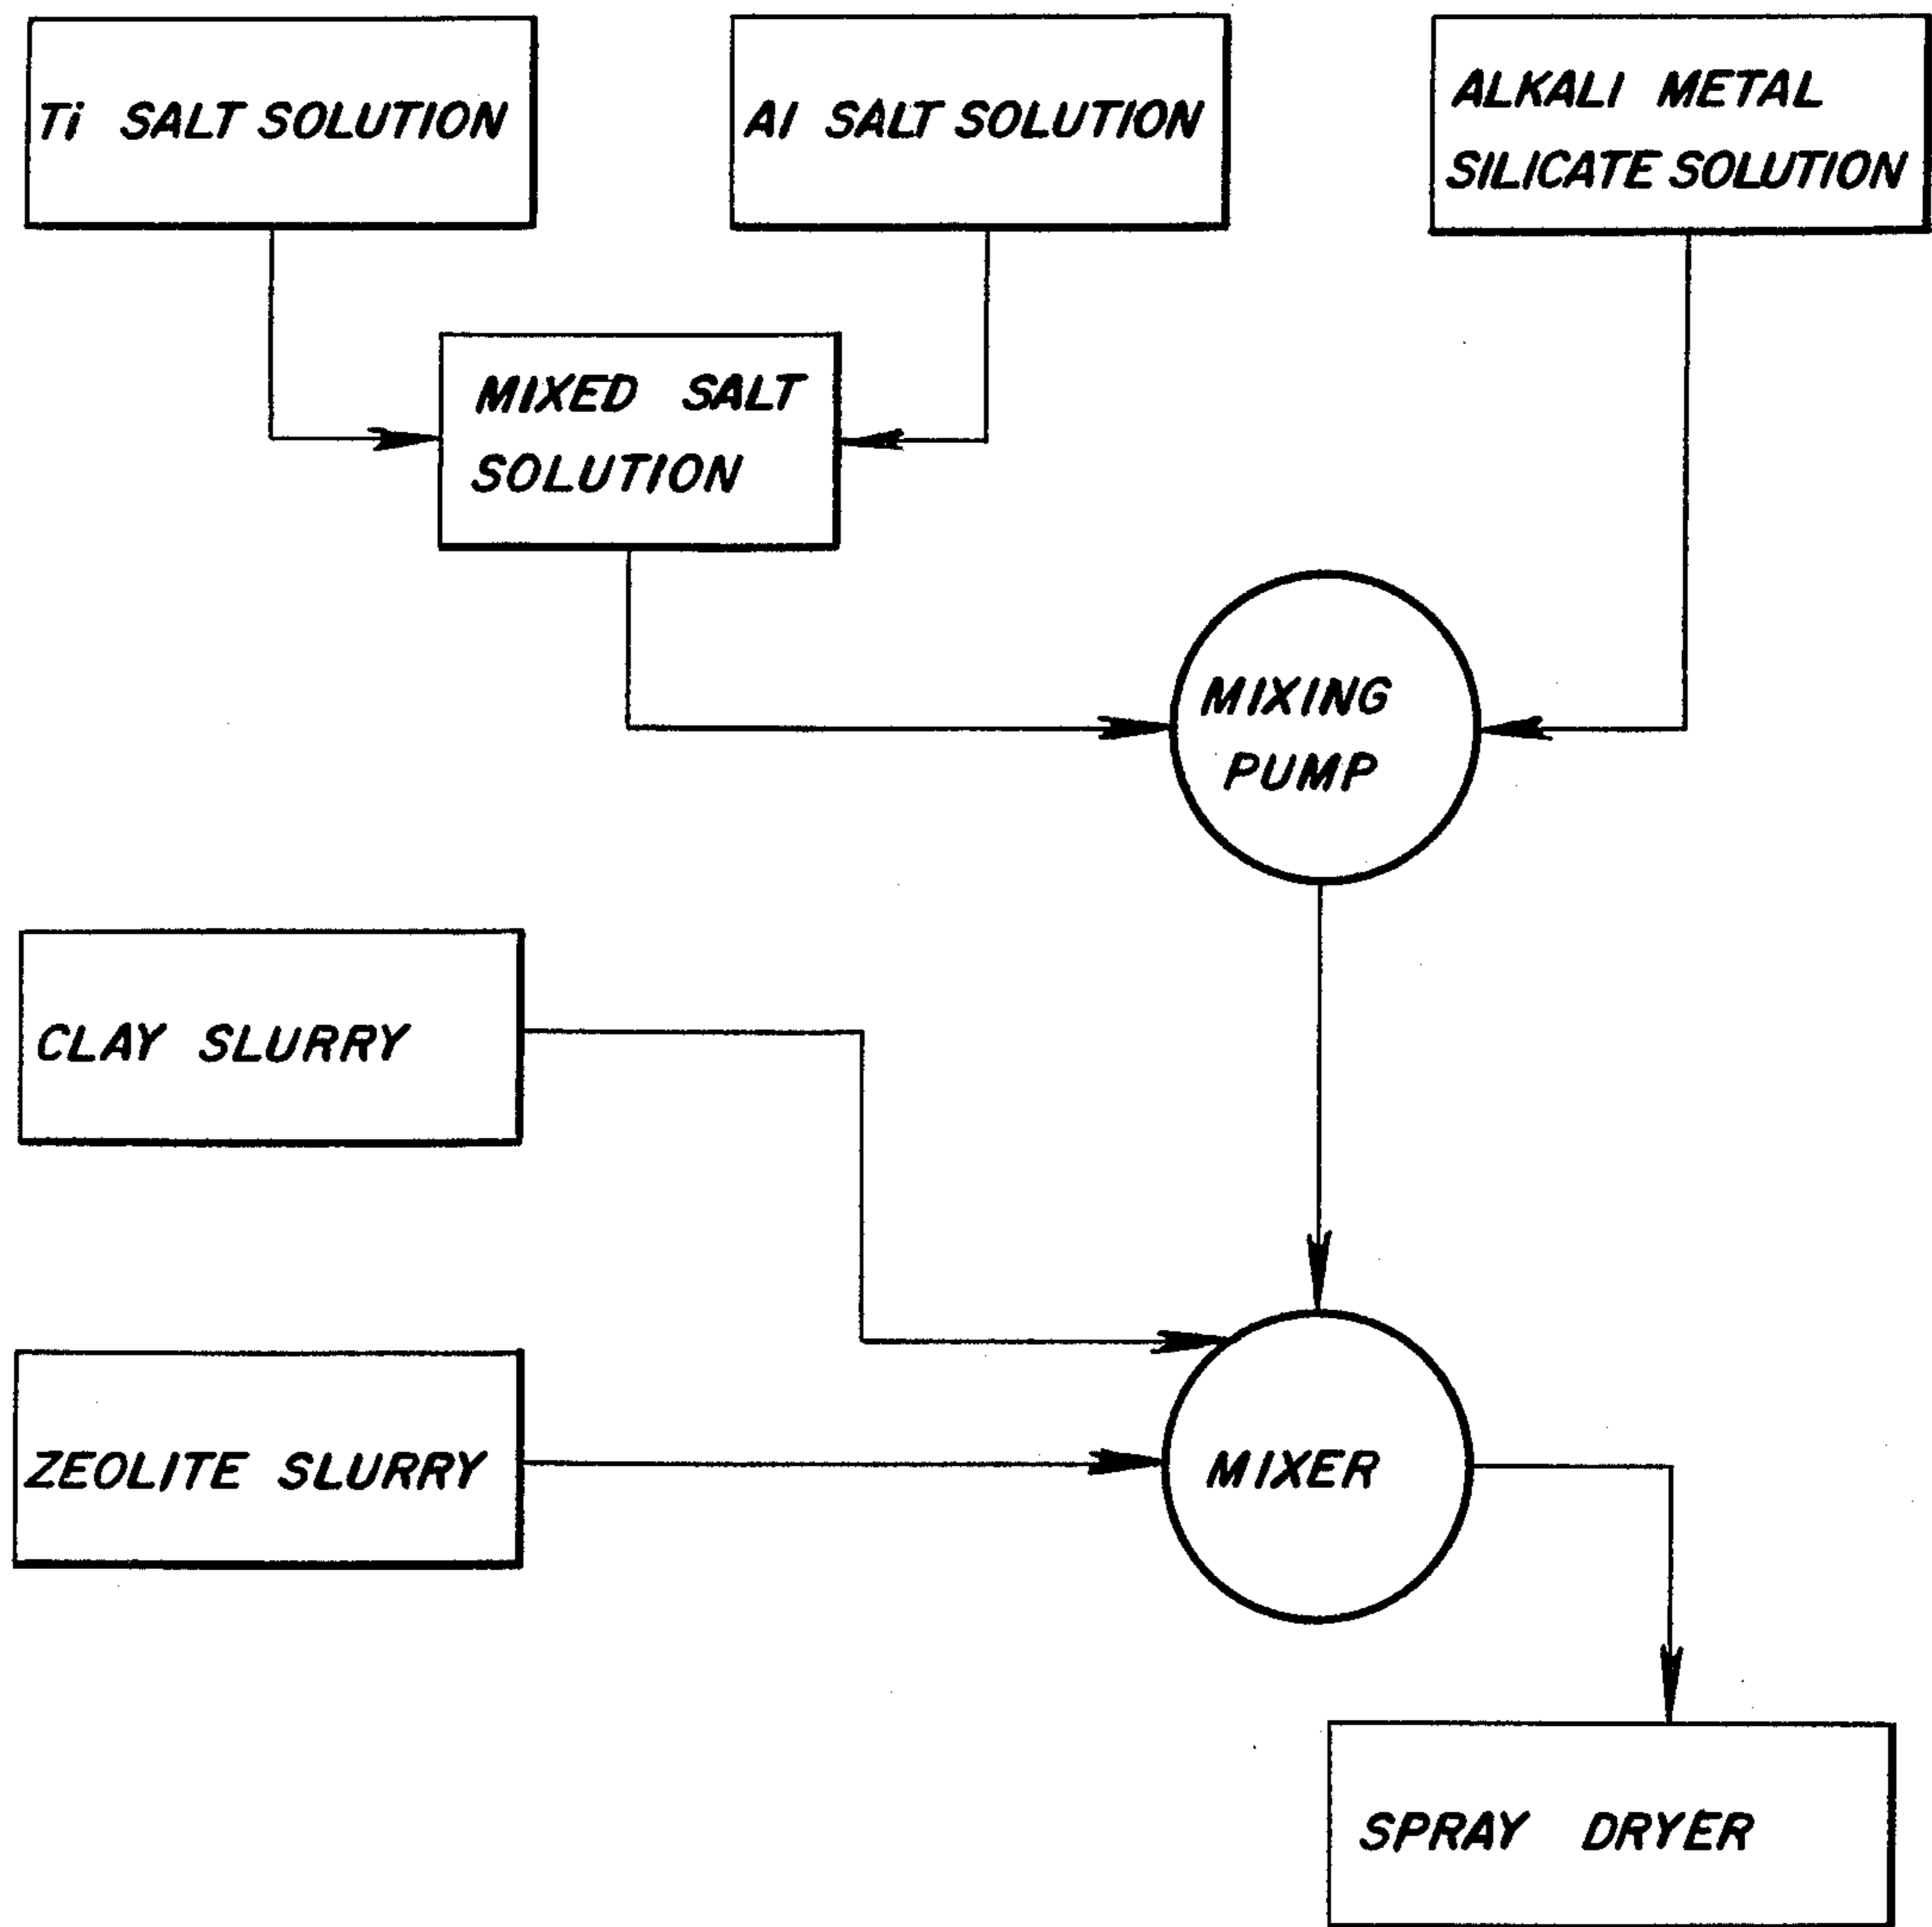 Ti SALT SOLUTION
Al SALT SOLUTION
ALKALI METAL
SILICATE SOLUTION
MIXED SALT
SOLUTION
MIXING
PUMP
CLAY SLURRY
ZEOLITE SLURRY
MIXER
SPRAY DRYER